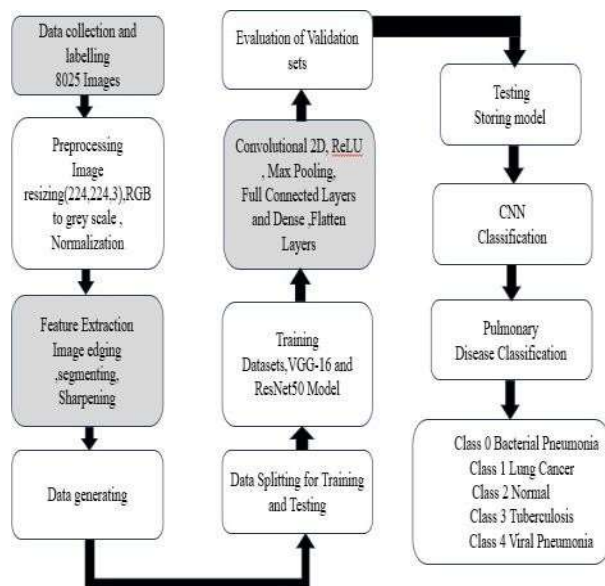 Data collection and
labelling
8025 Images
Preprocessing
Image
resizing(224,224,3),RGB
to grey scale ,
Normalization
Feature Extraction
Image edging
,segmenting,
Sharpening
Data generating
Data Splitting for Training
and Testing
Training
Datasets,VGG-16 and
ResNet50 Model
Convolutional 2D, ReLU
, Max Pooling,
Full Connected Layers
and Dense ,Flatten
Layers
Evaluation of Validation
sets
Testing
Storing model
CNN
Classification
Pulmonary
Disease Classification
Class 0 Bacterial Pneumonia
Class 1 Lung Cancer
Class 2 Normal
Class 3 Tuberculosis
Class 4 Viral Pneumonia